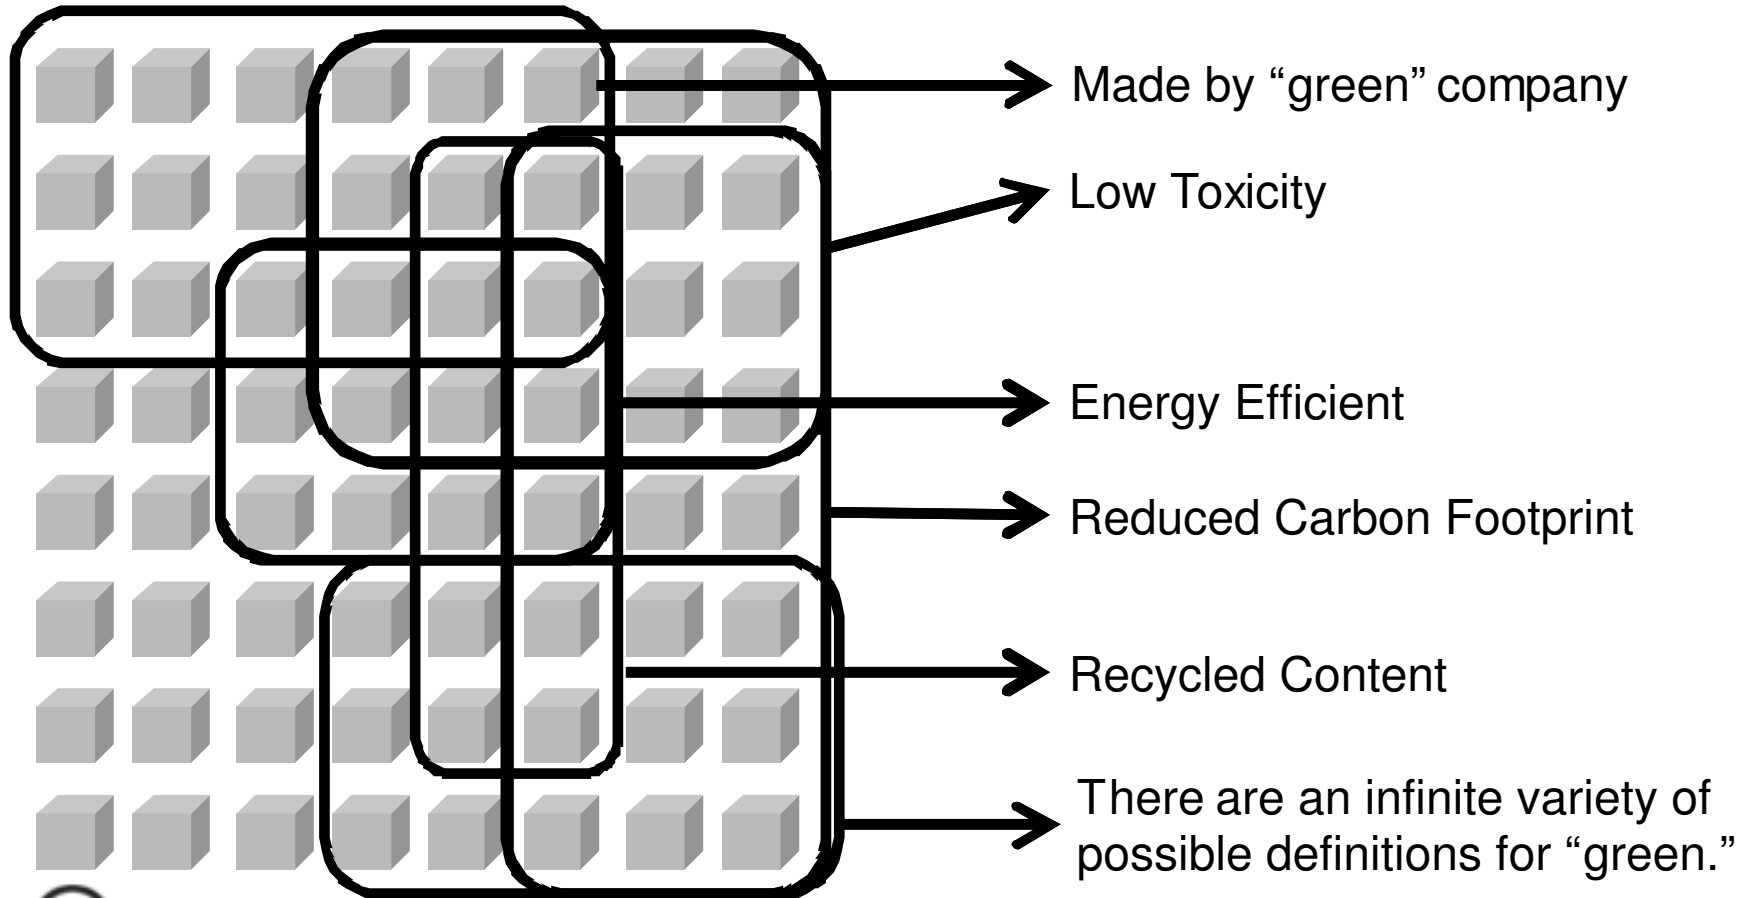 Made by “green” company
Low Toxicity
Energy Efficient
Reduced Carbon Footprint
Recycled Content
There are an infinite variety of
possible definitions for “green.”